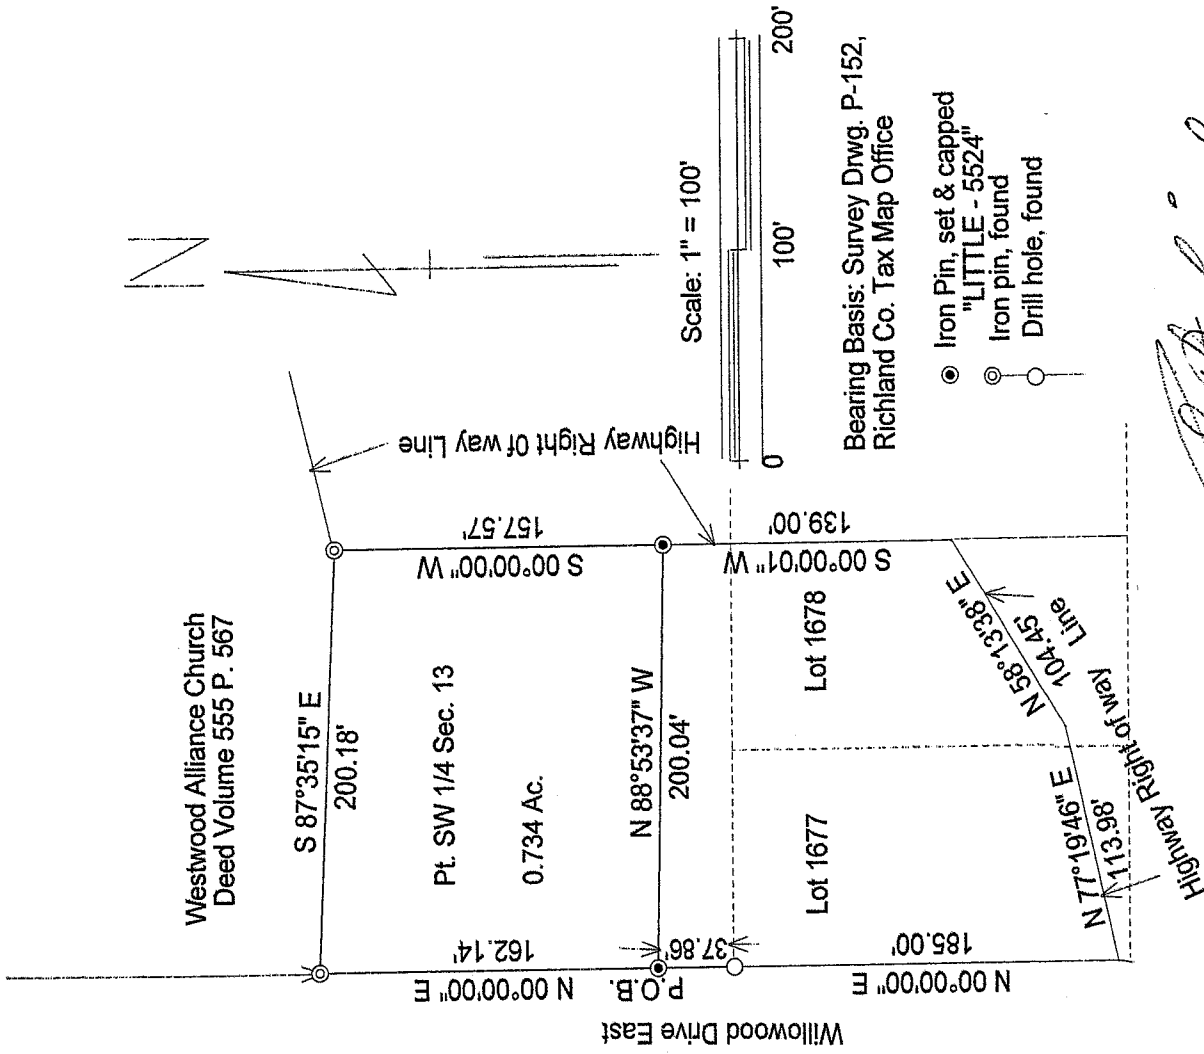 N
Westwood Alliance Church
Deed Volume 555 P. 567
S 87°35'15" E
200.18'
Highway Right Of way Line
N 00°00'00" E
162.14'
Pt. SW 1/4 Sec. 13
0.734 Ac.
S 00°00'00" W
157.57'
Scale: 1" = 100'
0
100'
200'
N 88°53'37" W
200.04'
P.O.B.
37.86'
Willowood Drive East
Bearing Basis: Survey Drwg. P-152,
Richland Co. Tax Map Office
Iron Pin, set & capped
"LITTLE - 5524"
Iron pin, found
Drill hole, found
Lot 1677
Lot 1678
S 00°00'01" W
139.00'
N 00°00'00" E
185.00'
N 77°19'46" E
113.98'
N 58°13'38" E
104.45'
Highway Right of way Line